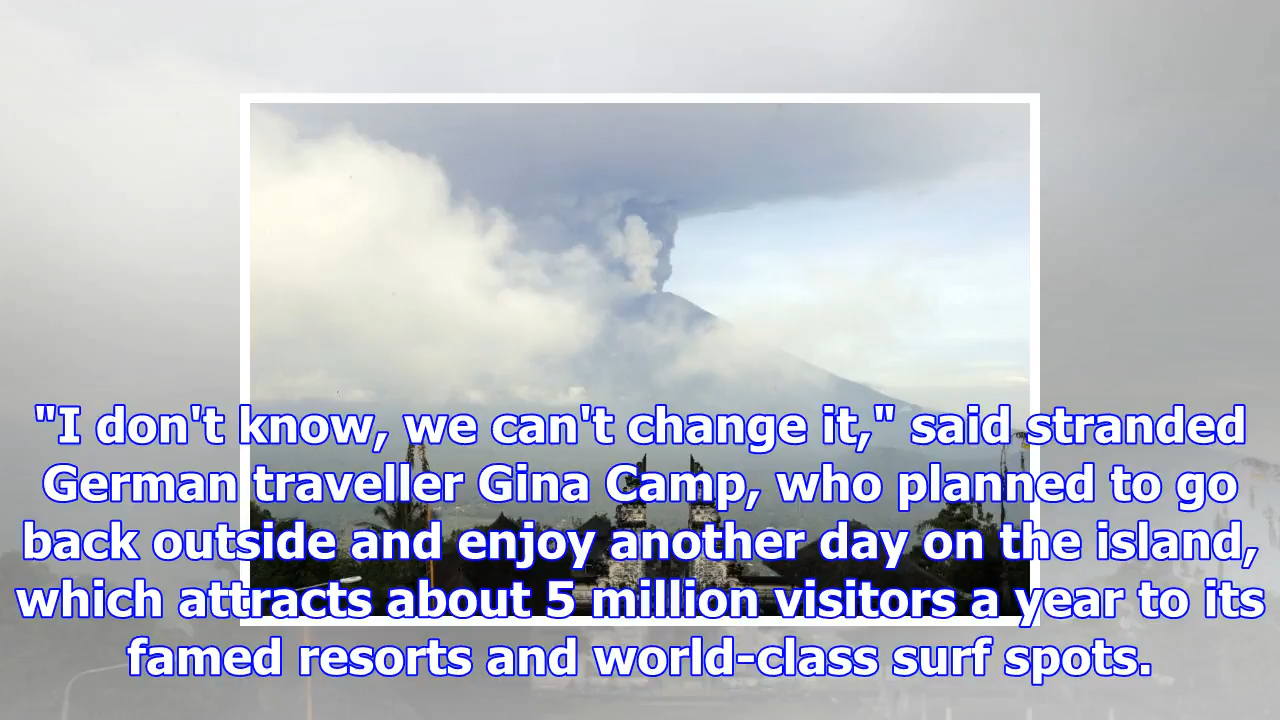 "I don't know, we can't change it," said stranded
German traveller Gina Camp, who planned to go
back outside and enjoy another day on the island,
which attracts about 5 million visitors a year to its
famed resorts and world-class surf spots.